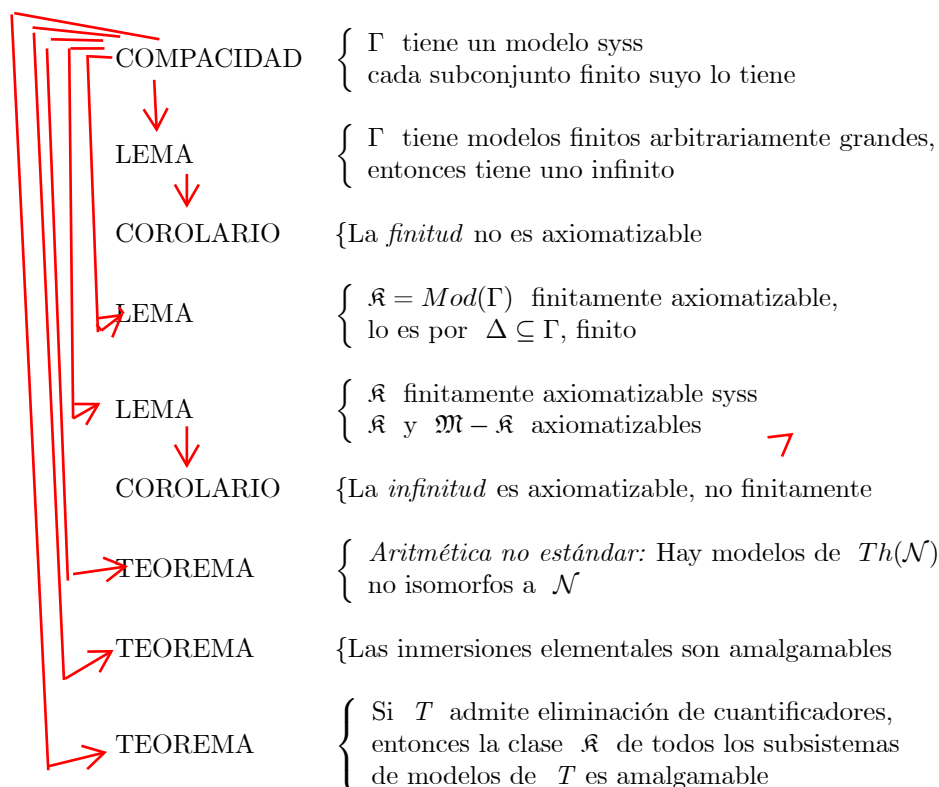 COMPACIDAD { Γ tiene un modelo syss
cada subconjunto finito suyo lo tiene
LEMA { Γ tiene modelos finitos arbitrariamente grandes,
entonces tiene uno infinito
COROLARIO {La finitud no es axiomatizable
LEMA { 𝔎 = Mod(Γ) finitamente axiomatizable,
lo es por Δ ⊆ Γ, finito
LEMA { 𝔎 finitamente axiomatizable syss
𝔎 y 𝔐 − 𝔎 axiomatizables
COROLARIO {La infinitud es axiomatizable, no finitamente
TEOREMA { Aritmética no estándar: Hay modelos de Th(𝒩)
no isomorfos a 𝒩
TEOREMA {Las inmersiones elementales son amalgamables
TEOREMA { Si T admite eliminación de cuantificadores,
entonces la clase 𝔎 de todos los subsistemas
de modelos de T es amalgamable